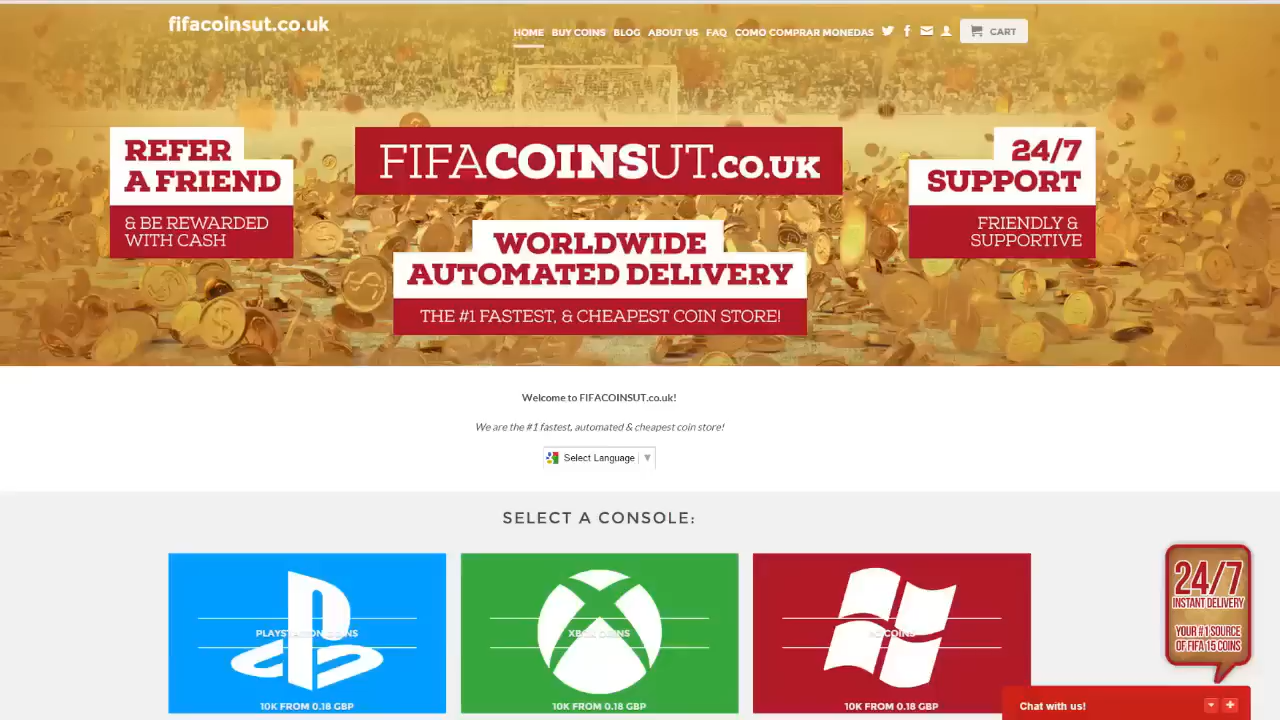 fifacoinsut.co.uk
HOME BUY COINS BLOG ABOUT US FAQ COMO COMPRAR MONEDAS CART
REFER
A FRIEND
& BE REWARDED
WITH CASH
FIFACOINSUT.CO.UK
WORLDWIDE
AUTOMATED DELIVERY
THE #1 FASTEST, & CHEAPEST COIN STORE!
24/7
SUPPORT
FRIENDLY &
SUPPORTIVE
Welcome to FIFACOINSUT.co.uk!
We are the #1 fastest, automated & cheapest coin store!
Select Language
SELECT A CONSOLE:
PLAYSTATION COINS
XBOX COINS
PC COINS
10K FROM 0.18 GBP
10K FROM 0.18 GBP
10K FROM 0.18 GBP
24/7
INSTANT DELIVERY
YOUR #1 SOURCE
OF FIFA 15 COINS
Chat with us!